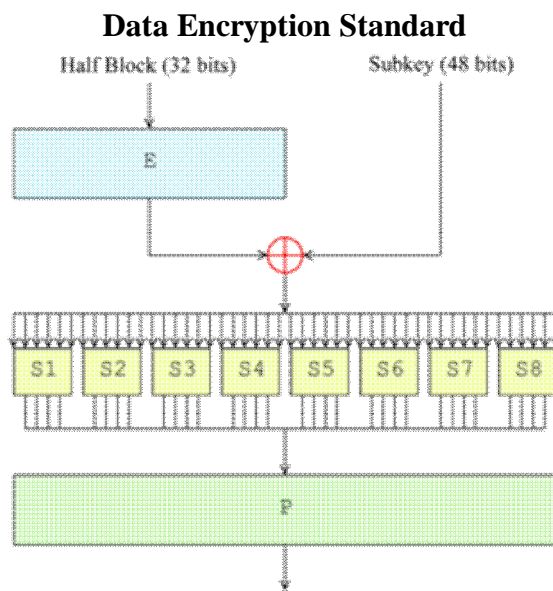 Data Encryption Standard
Half Block (32 bits) Subkey (48 bits)
E
S1 S2 S3 S4 S5 S6 S7 S8
P